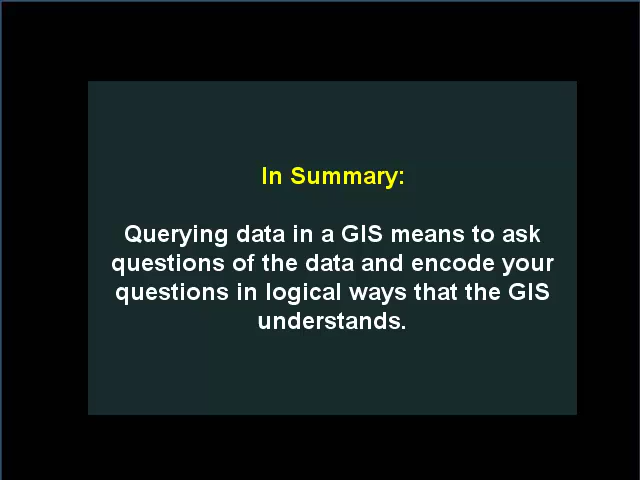 In Summary:
Querying data in a GIS means to ask
questions of the data and encode your
questions in logical ways that the GIS
understands.